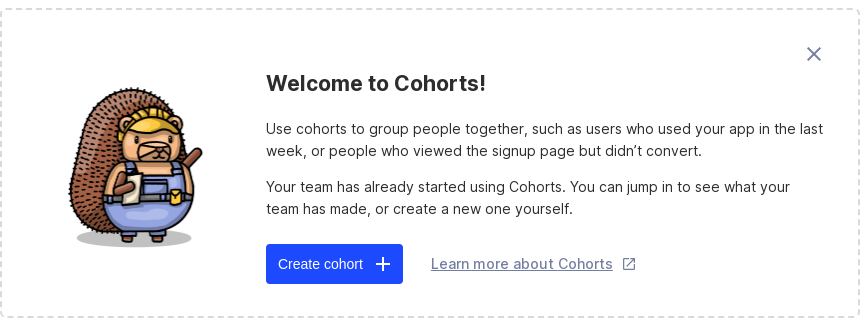 Welcome to Cohorts!
Use cohorts to group people together, such as users who used your app in the last
week, or people who viewed the signup page but didn’t convert.
Your team has already started using Cohorts. You can jump in to see what your
team has made, or create a new one yourself.
Create cohort
Learn more about Cohorts